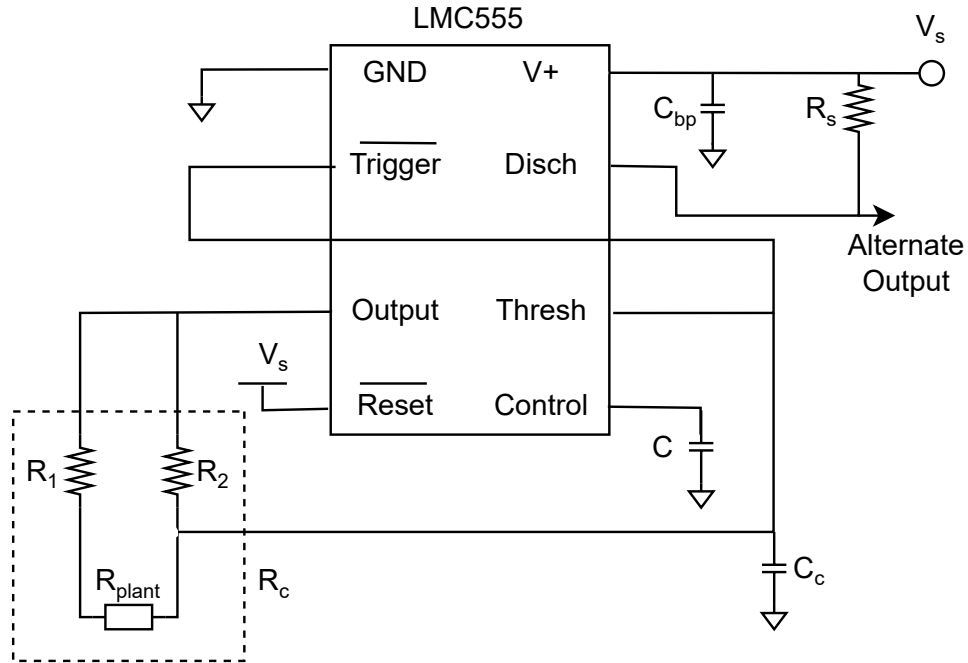 LMC555
V_s
GND V+
C_bp R_s
Trigger Disch
Alternate
Output
Output Thresh
V_s
Reset Control
C
R_1 R_2
R_plant R_c C_c